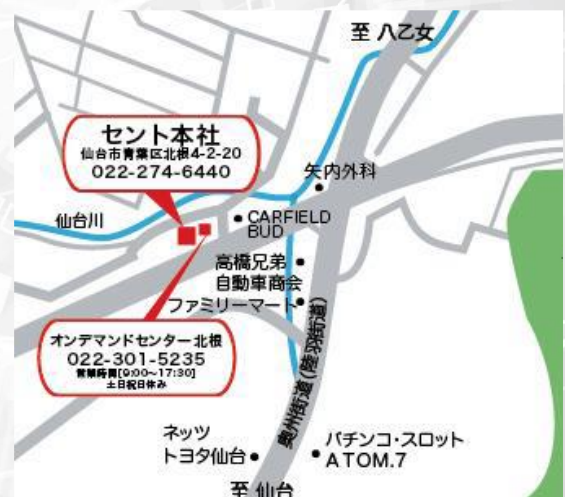 至 八乙女
セント本社
仙台市青葉区北根4-2-20
022-274-6440
矢内外科
仙台川
CARFIELD
BUD
高橋兄弟
自動車商会
ファミリーマート
オンデマンドセンター北根
022-301-5235
営業時間[9:00～17:30]
土日祝日休み
奥州街道(陸羽街道)
ネッツ
トヨタ仙台
パチンコ・スロット
ATOM.7
至 仙台